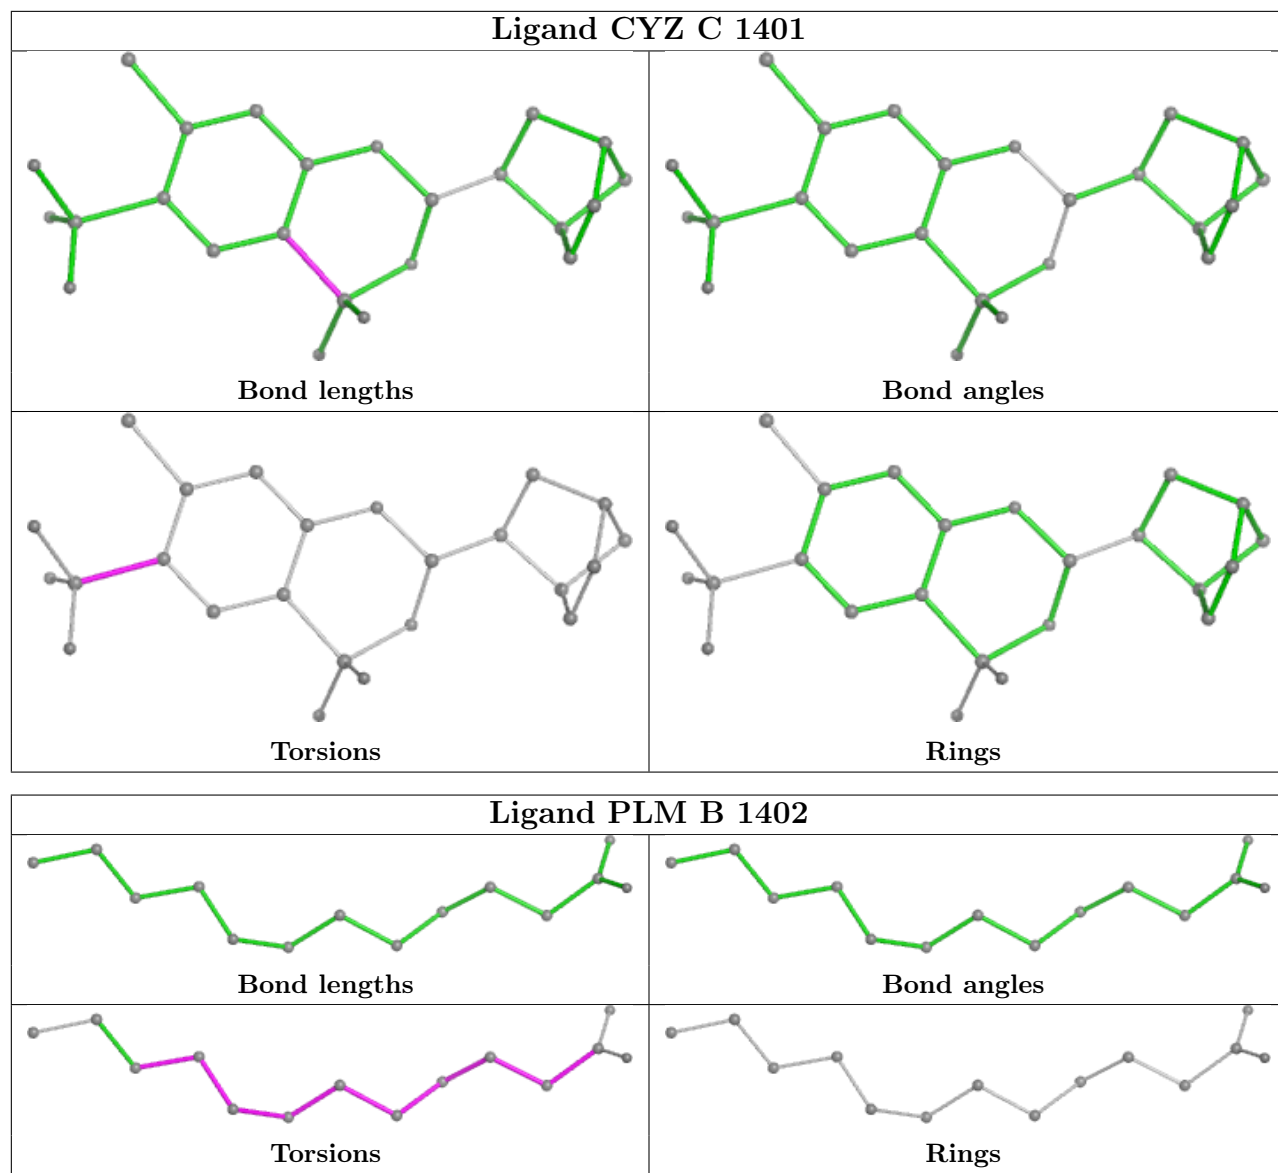 Ligand CYZ C 1401
Bond lengths
Bond angles
Torsions
Rings
Ligand PLM B 1402
Bond lengths
Bond angles
Torsions
Rings